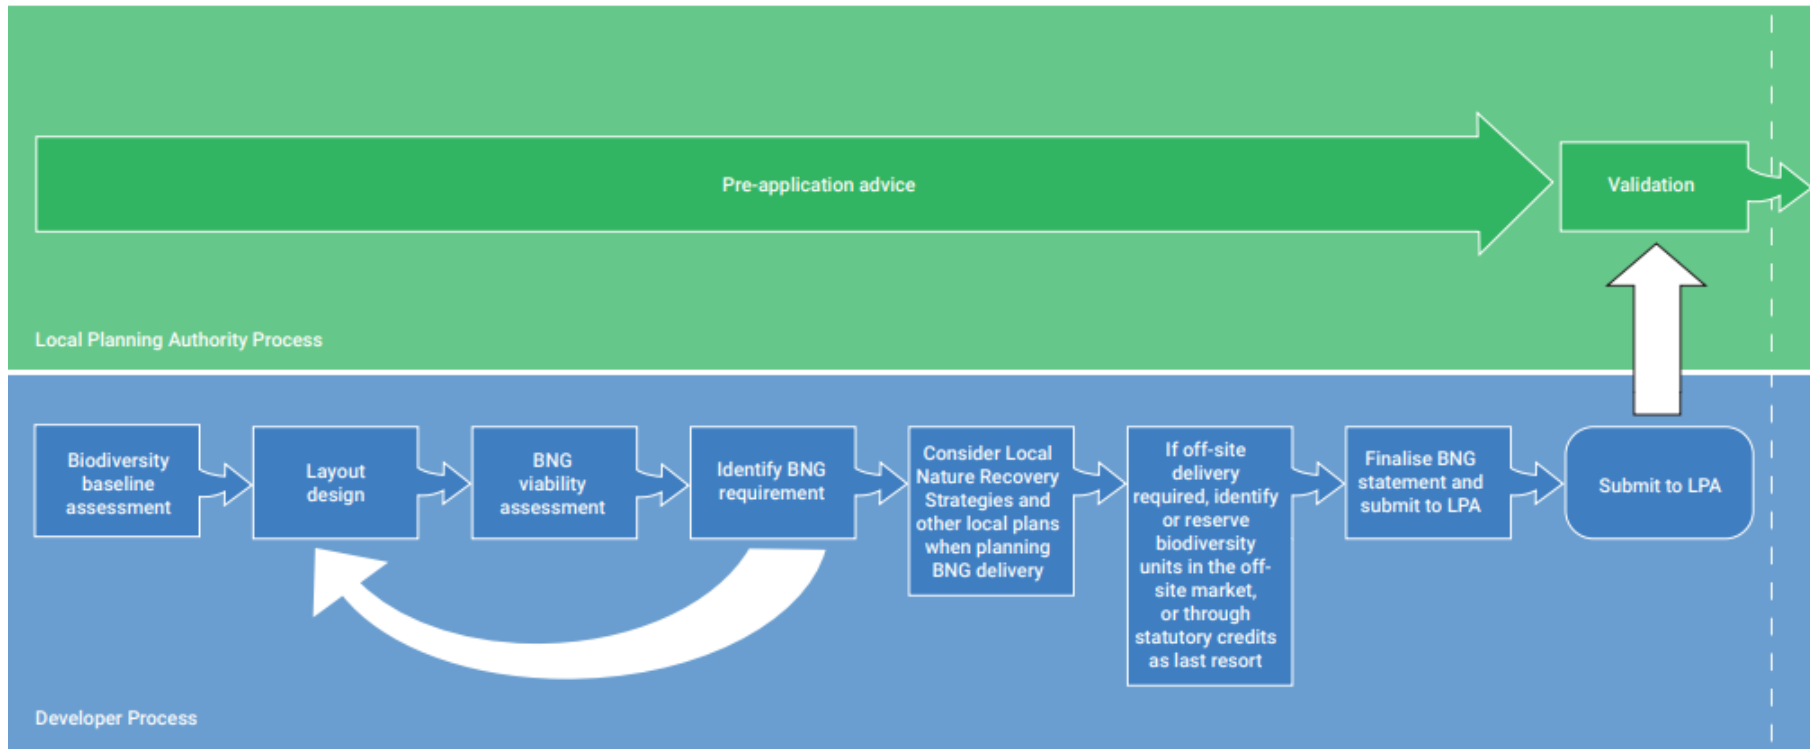 Pre-application advice
Validation
Local Planning Authority Process
Biodiversity
baseline
assessment
Layout
design
BNG
viability
assessment
Identify BNG
requirement
Consider Local
Nature Recovery
Strategies and
other local plans
when planning
BNG delivery
If off-site
delivery
required, identify
or reserve
biodiversity
units in the off-
site market,
or through
statutory credits
as last resort
Finalise BNG
statement and
submit to LPA
Submit to LPA
Developer Process